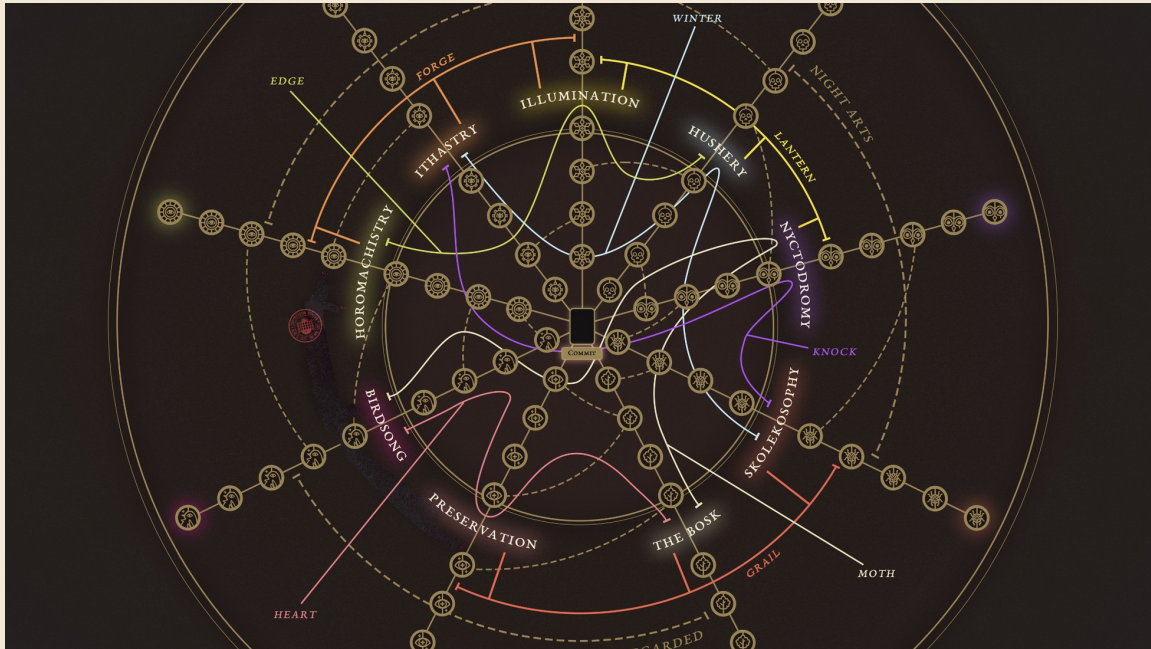 WINTER
FORGE
EDGE
NIGHT ARTS
ILLUMINATION
ITHASTRY
HUSHERY
LANTERN
HOROMACHISTRY
NYCTODROMY
COMMIT
KNOCK
BIRDSONG
SKOLEKOSOPHY
PRESERVATION
THE BOSK
GRAIL
MOTH
HEART